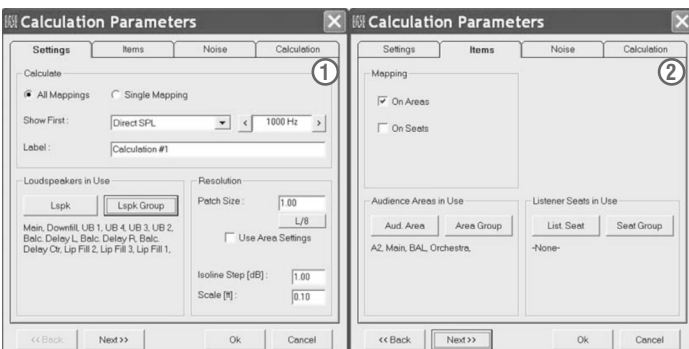 Calculation Parameters
Settings
Items
Noise
Calculation
1
Calculate
All Mappings
Single Mapping
Show First :
Direct SPL
<
1000 Hz
>
Label :
Calculation #1
Loudspeakers in Use
Lspk
Lspk Group
Main, Downfill, UB 1, UB 4, UB 3, UB 2,
Balc. Delay L, Balc. Delay R, Balc.
Delay Ctr, Lip Fill 2, Lip Fill 3, Lip Fill 1,
Resolution
Patch Size :
1.00
L/8
Use Area Settings
Isoline Step [dB] :
1.00
Scale [ft] :
0.10
<< Back
Next >>
Ok
Cancel
Calculation Parameters
Settings
Items
Noise
Calculation
2
Mapping
On Areas
On Seats
Audience Areas in Use
Aud. Area
Area Group
A2, Main, BAL, Orchestra,
Listener Seats in Use
List. Seat
Seat Group
-None-
<< Back
Next >>
Ok
Cancel